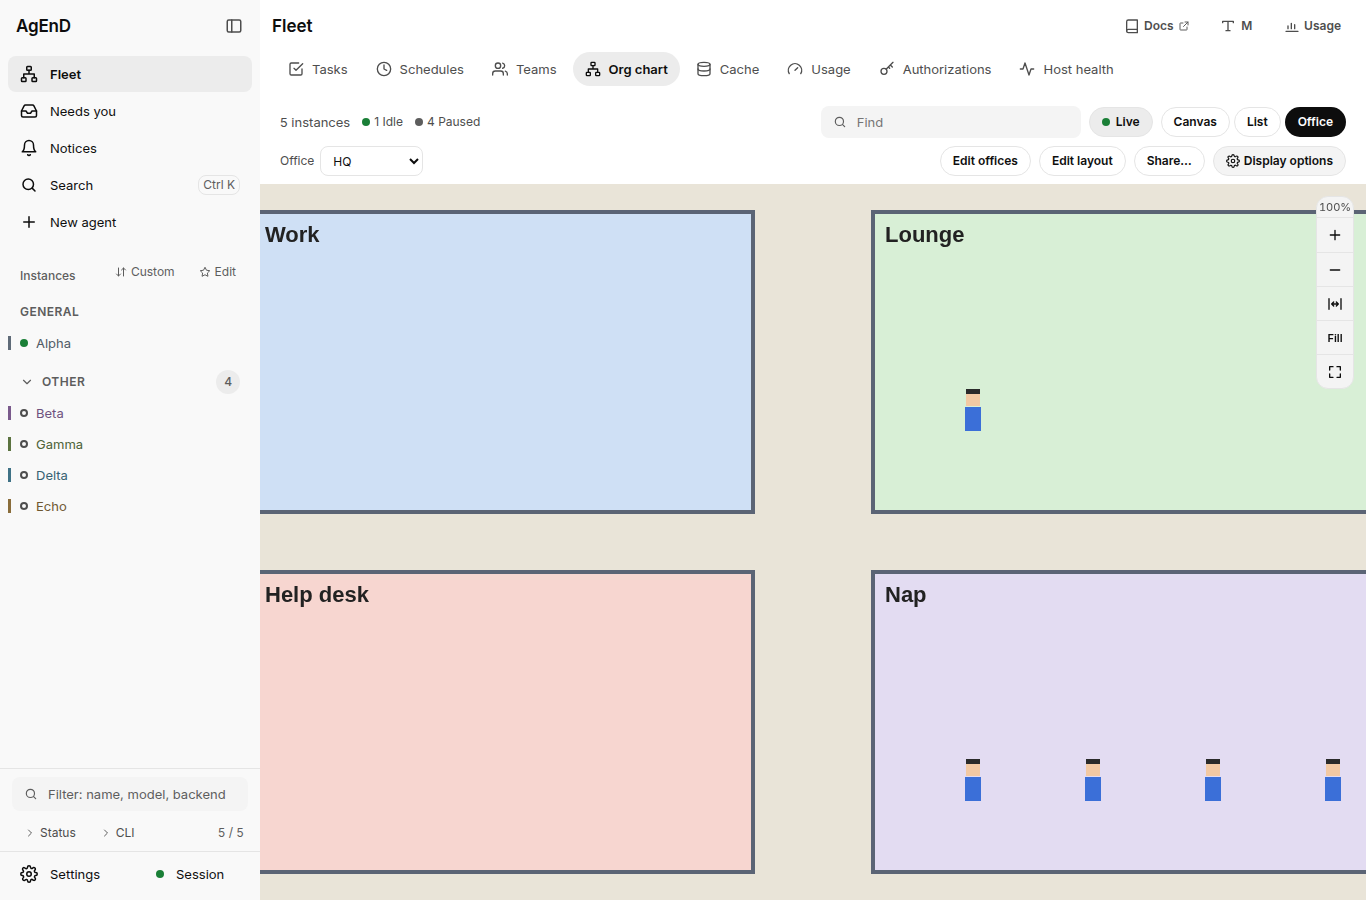 AgEnD
Fleet
Needs you
Notices
Search
Ctrl K
New agent
Instances
Custom
Edit
GENERAL
Alpha
OTHER
4
Beta
Gamma
Delta
Echo
Filter: name, model, backend
Status
CLI
5 / 5
Settings
Session
Fleet
Docs
M
Usage
Tasks
Schedules
Teams
Org chart
Cache
Usage
Authorizations
Host health
5 instances
1 Idle
4 Paused
Find
Live
Canvas
List
Office
Office
HQ
Edit offices
Edit layout
Share...
Display options
Work
Lounge
100%
Fill
Help desk
Nap